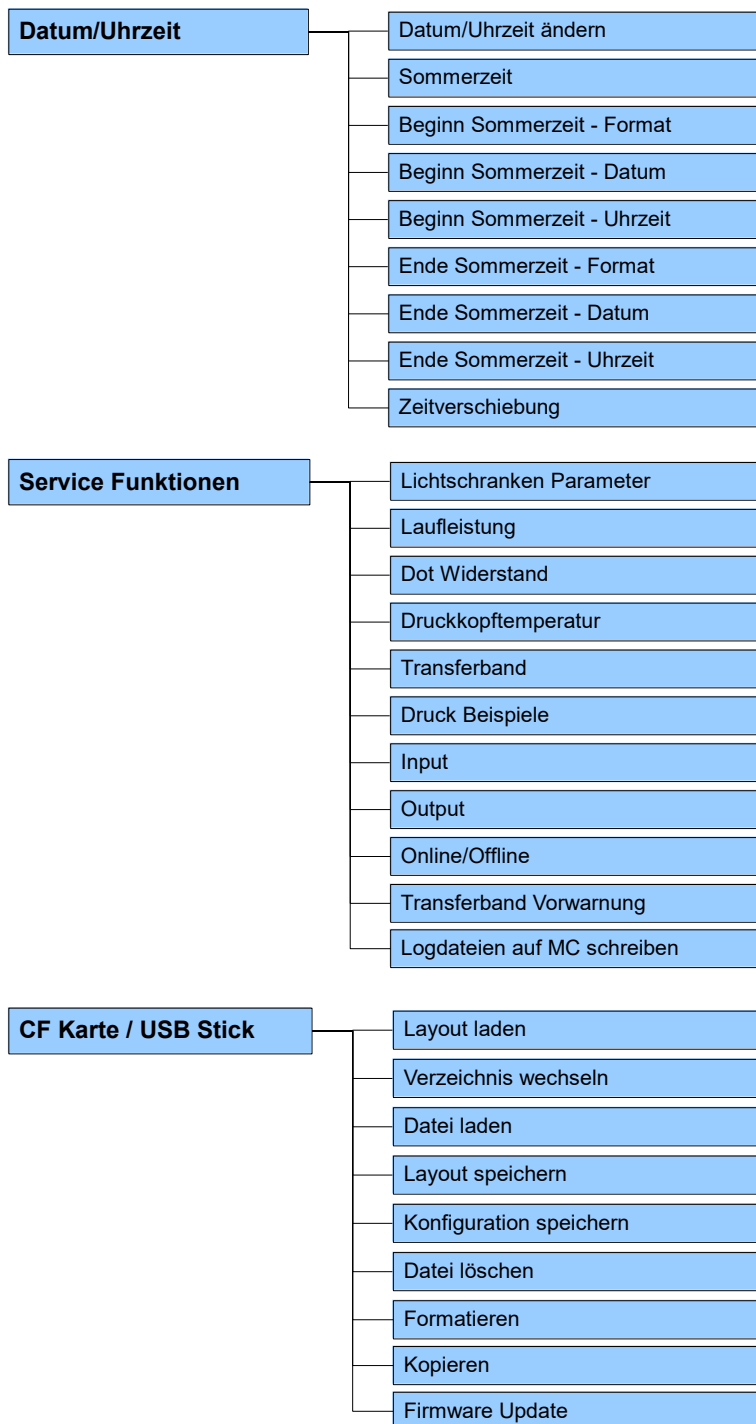 Datum/Uhrzeit
Datum/Uhrzeit ändern
Sommerzeit
Beginn Sommerzeit - Format
Beginn Sommerzeit - Datum
Beginn Sommerzeit - Uhrzeit
Ende Sommerzeit - Format
Ende Sommerzeit - Datum
Ende Sommerzeit - Uhrzeit
Zeitverschiebung
Service Funktionen
Lichtschranken Parameter
Laufleistung
Dot Widerstand
Druckkopftemperatur
Transferband
Druck Beispiele
Input
Output
Online/Offline
Transferband Vorwarnung
Logdateien auf MC schreiben
CF Karte / USB Stick
Layout laden
Verzeichnis wechseln
Datei laden
Layout speichern
Konfiguration speichern
Datei löschen
Formatieren
Kopieren
Firmware Update